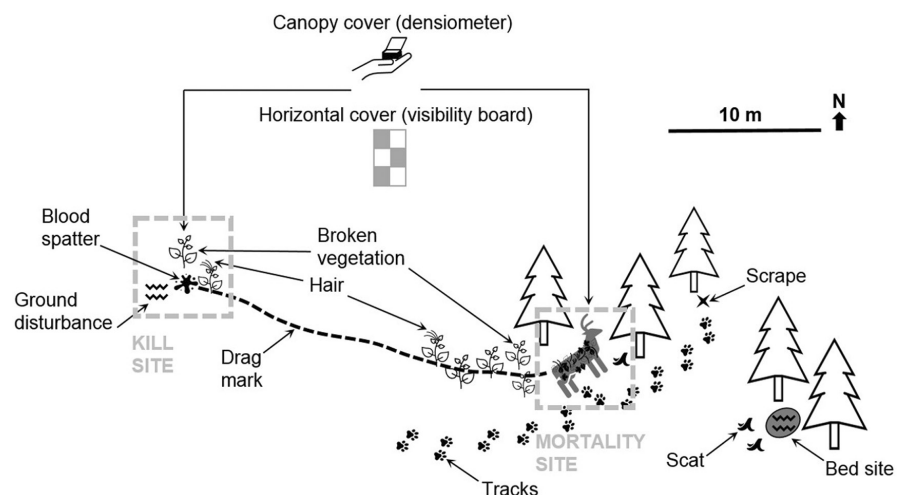 Canopy cover (densiometer)
Horizontal cover (visibility board)
10 m
N
Blood
spatter
Broken
vegetation
Hair
Ground
disturbance
KILL
SITE
Drag
mark
Scrape
MORTALITY
SITE
Scat
Bed site
Tracks